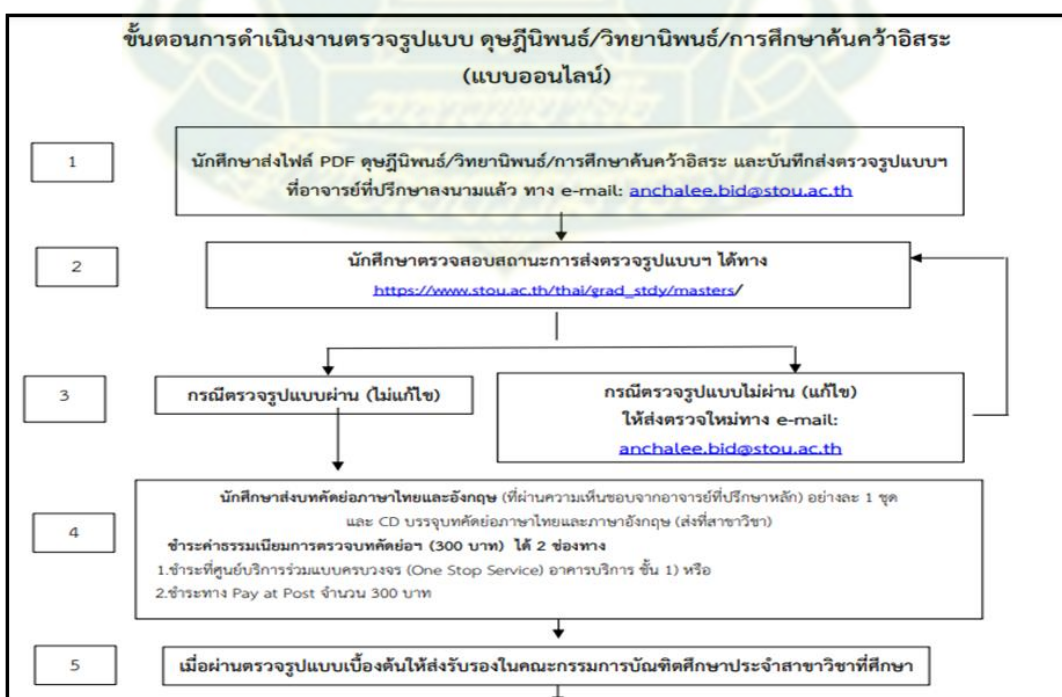 ขั้นตอนการดำเนินงานตรวจรูปแบบ ดุษฎีนิพนธ์/วิทยานิพนธ์/การศึกษาค้นคว้าอิสระ
(แบบออนไลน์)
1
นักศึกษาส่งไฟล์ PDF ดุษฎีนิพนธ์/วิทยานิพนธ์/การศึกษาค้นคว้าอิสระ และบันทึกส่งตรวจรูปแบบฯ
ที่อาจารย์ที่ปรึกษาลงนามแล้ว ทาง e-mail: anchalee.bid@stou.ac.th
2
นักศึกษาตรวจสอบสถานะการส่งตรวจรูปแบบฯ ได้ทาง
https://www.stou.ac.th/thai/grad_stdy/masters/
3
กรณีตรวจรูปแบบผ่าน (ไม่แก้ไข)
กรณีตรวจรูปแบบไม่ผ่าน (แก้ไข)
ให้ส่งตรวจใหม่ทาง e-mail:
anchalee.bid@stou.ac.th
4
นักศึกษาส่งบทคัดย่อภาษาไทยและอังกฤษ (ที่ผ่านความเห็นชอบจากอาจารย์ที่ปรึกษาหลัก) อย่างละ 1 ชุด
และ CD บรรจุบทคัดย่อภาษาไทยและภาษาอังกฤษ (ส่งที่สาขาวิชา)
ชำระค่าธรรมเนียมการตรวจบทคัดย่อฯ (300 บาท) ได้ 2 ช่องทาง
1.ชำระที่ศูนย์บริการร่วมแบบครบวงจร (One Stop Service) อาคารบริการ ชั้น 1) หรือ
2.ชำระทาง Pay at Post จำนวน 300 บาท
5
เมื่อผ่านตรวจรูปแบบเบื้องต้นให้ส่งรับรองในคณะกรรมการบัณฑิตศึกษาประจำสาขาวิชาที่ศึกษา